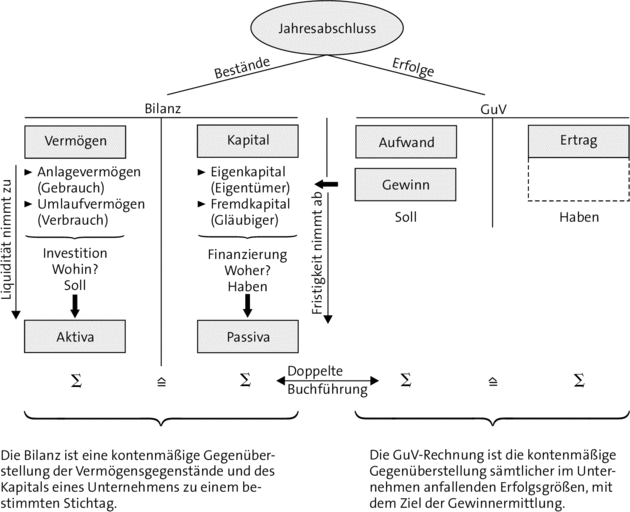 Jahresabschluss
Bestände
Erfolge
Bilanz
GuV
Vermögen
Kapital
Aufwand
Ertrag
Liquidität nimmt zu
► Anlagevermögen
(Gebrauch)
► Umlaufvermögen
(Verbrauch)
► Eigenkapital
(Eigentümer)
► Fremdkapital
(Gläubiger)
Fristigkeit nimmt ab
Gewinn
Soll
Haben
Investition
Wohin?
Soll
Finanzierung
Woher?
Haben
Aktiva
Passiva
Σ ≙ Σ
Doppelte
Buchführung
Σ ≙ Σ
Die Bilanz ist eine kontenmäßige Gegenüber-
stellung der Vermögensgegenstände und des
Kapitals eines Unternehmens zu einem be-
stimmten Stichtag.
Die GuV-Rechnung ist die kontenmäßige
Gegenüberstellung sämtlicher im Unter-
nehmen anfallenden Erfolgsgrößen, mit
dem Ziel der Gewinnermittlung.